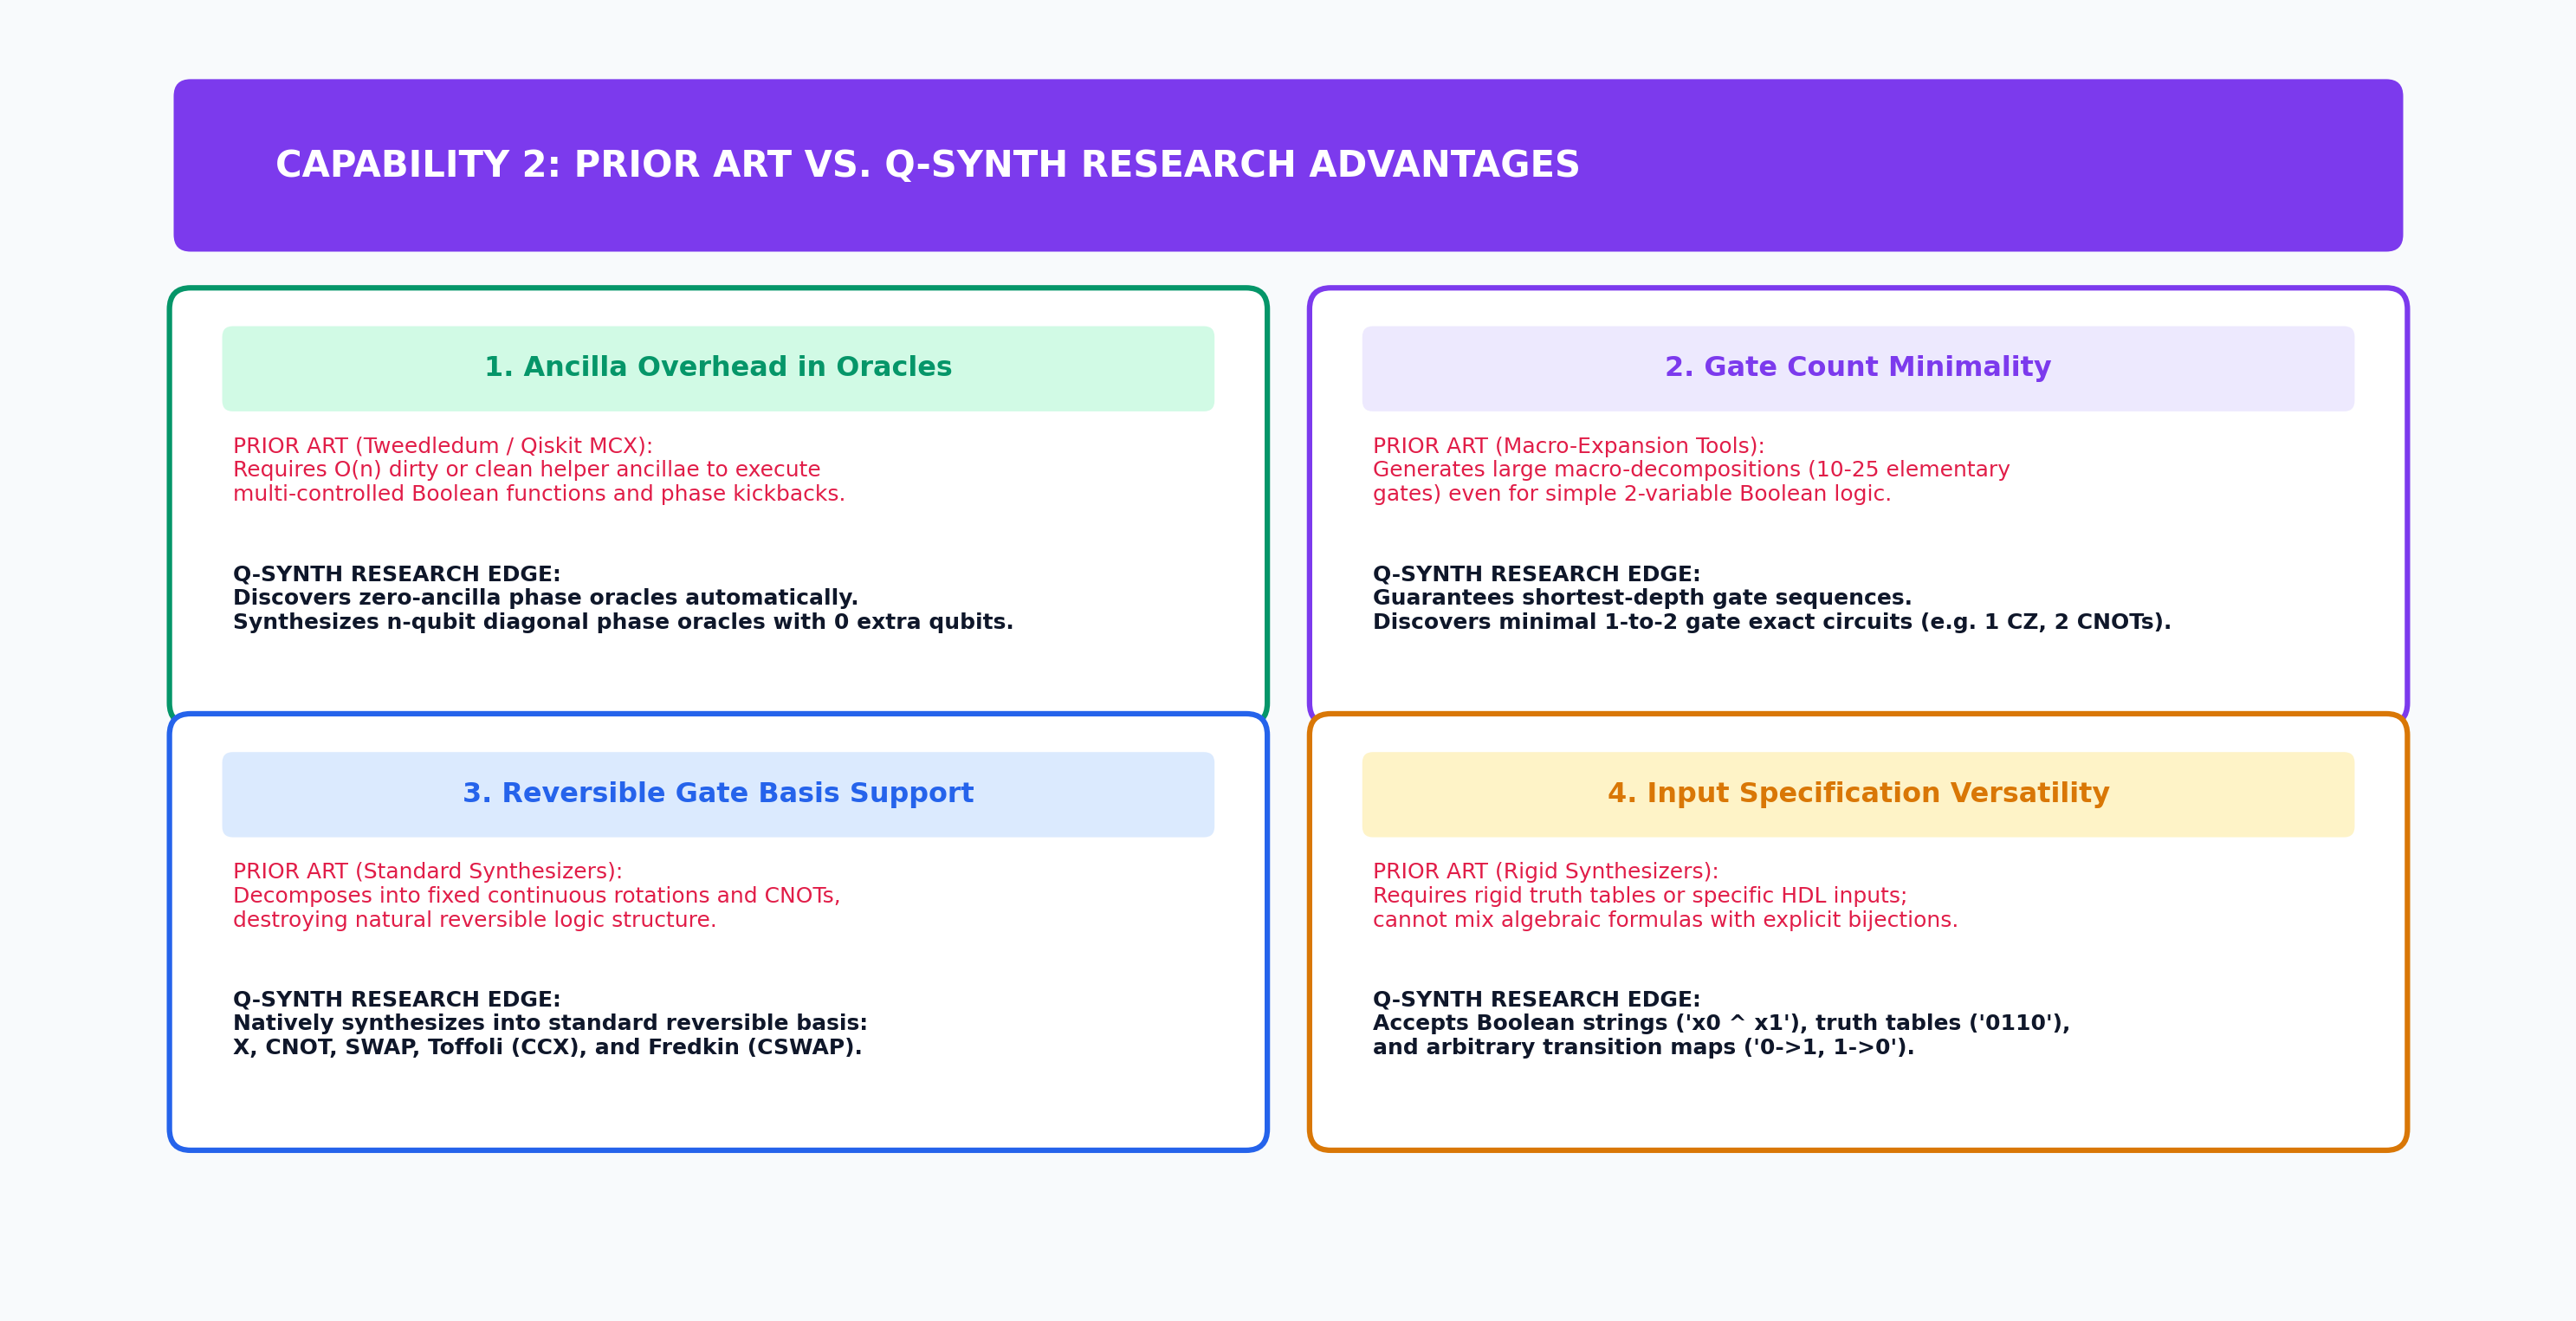 CAPABILITY 2: PRIOR ART VS. Q-SYNTH RESEARCH ADVANTAGES
1. Ancilla Overhead in Oracles
PRIOR ART (Tweedledum / Qiskit MCX):
Requires O(n) dirty or clean helper ancillae to execute
multi-controlled Boolean functions and phase kickbacks.
Q-SYNTH RESEARCH EDGE:
Discovers zero-ancilla phase oracles automatically.
Synthesizes n-qubit diagonal phase oracles with 0 extra qubits.
2. Gate Count Minimality
PRIOR ART (Macro-Expansion Tools):
Generates large macro-decompositions (10-25 elementary
gates) even for simple 2-variable Boolean logic.
Q-SYNTH RESEARCH EDGE:
Guarantees shortest-depth gate sequences.
Discovers minimal 1-to-2 gate exact circuits (e.g. 1 CZ, 2 CNOTs).
3. Reversible Gate Basis Support
PRIOR ART (Standard Synthesizers):
Decomposes into fixed continuous rotations and CNOTs,
destroying natural reversible logic structure.
Q-SYNTH RESEARCH EDGE:
Natively synthesizes into standard reversible basis:
X, CNOT, SWAP, Toffoli (CCX), and Fredkin (CSWAP).
4. Input Specification Versatility
PRIOR ART (Rigid Synthesizers):
Requires rigid truth tables or specific HDL inputs;
cannot mix algebraic formulas with explicit bijections.
Q-SYNTH RESEARCH EDGE:
Accepts Boolean strings ('x0 ^ x1'), truth tables ('0110'),
and arbitrary transition maps ('0->1, 1->0').